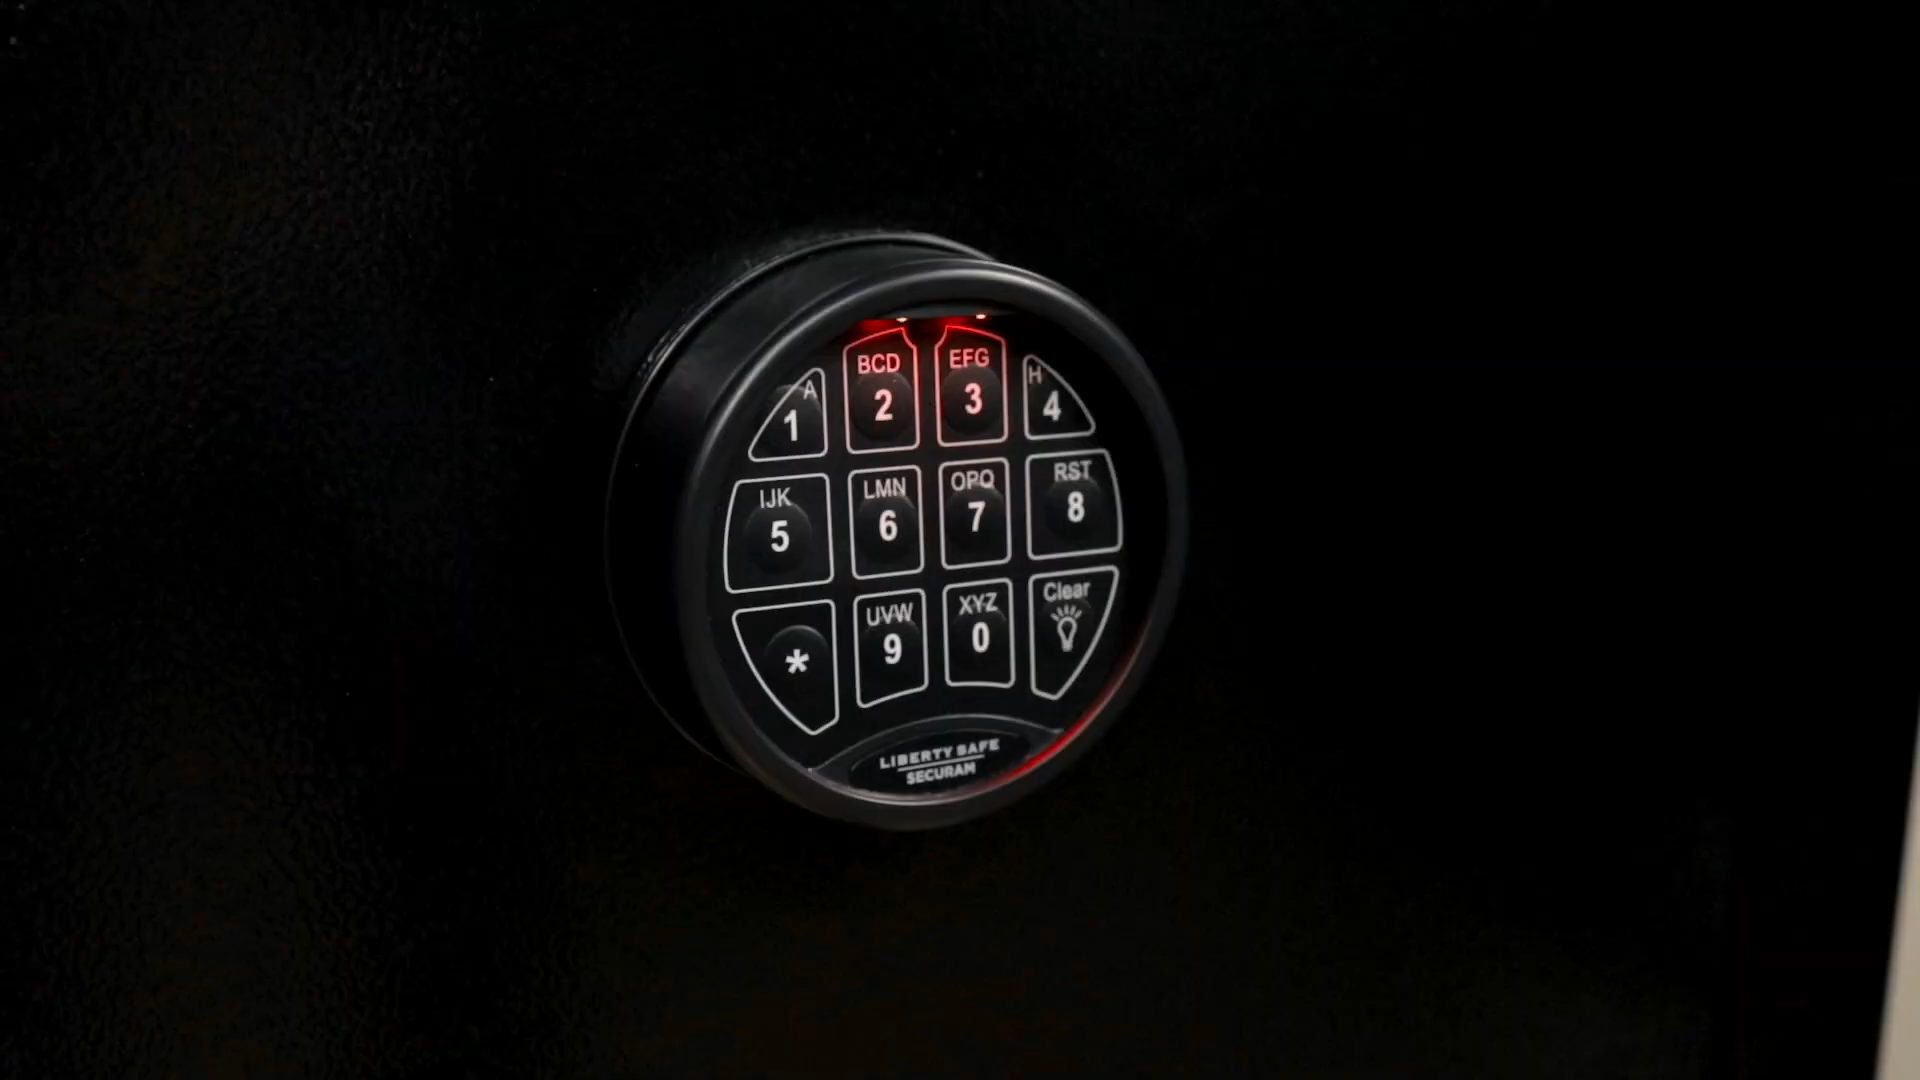 A BCD EFG H
1 2 3 4
IJK LMN OPQ RST
5 6 7 8
UVW XYZ Clear
* 9 0
LIBERTY SAFE
SECURAM